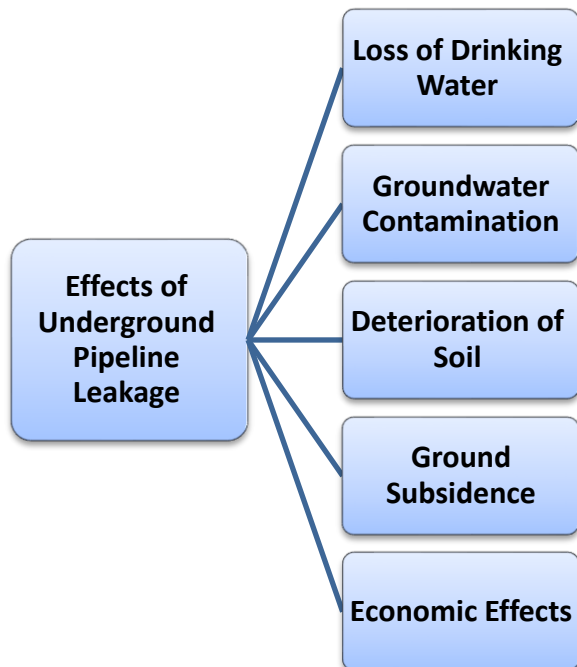 Loss of Drinking
Water
Groundwater
Contamination
Effects of
Underground
Pipeline
Leakage
Deterioration of
Soil
Ground
Subsidence
Economic Effects